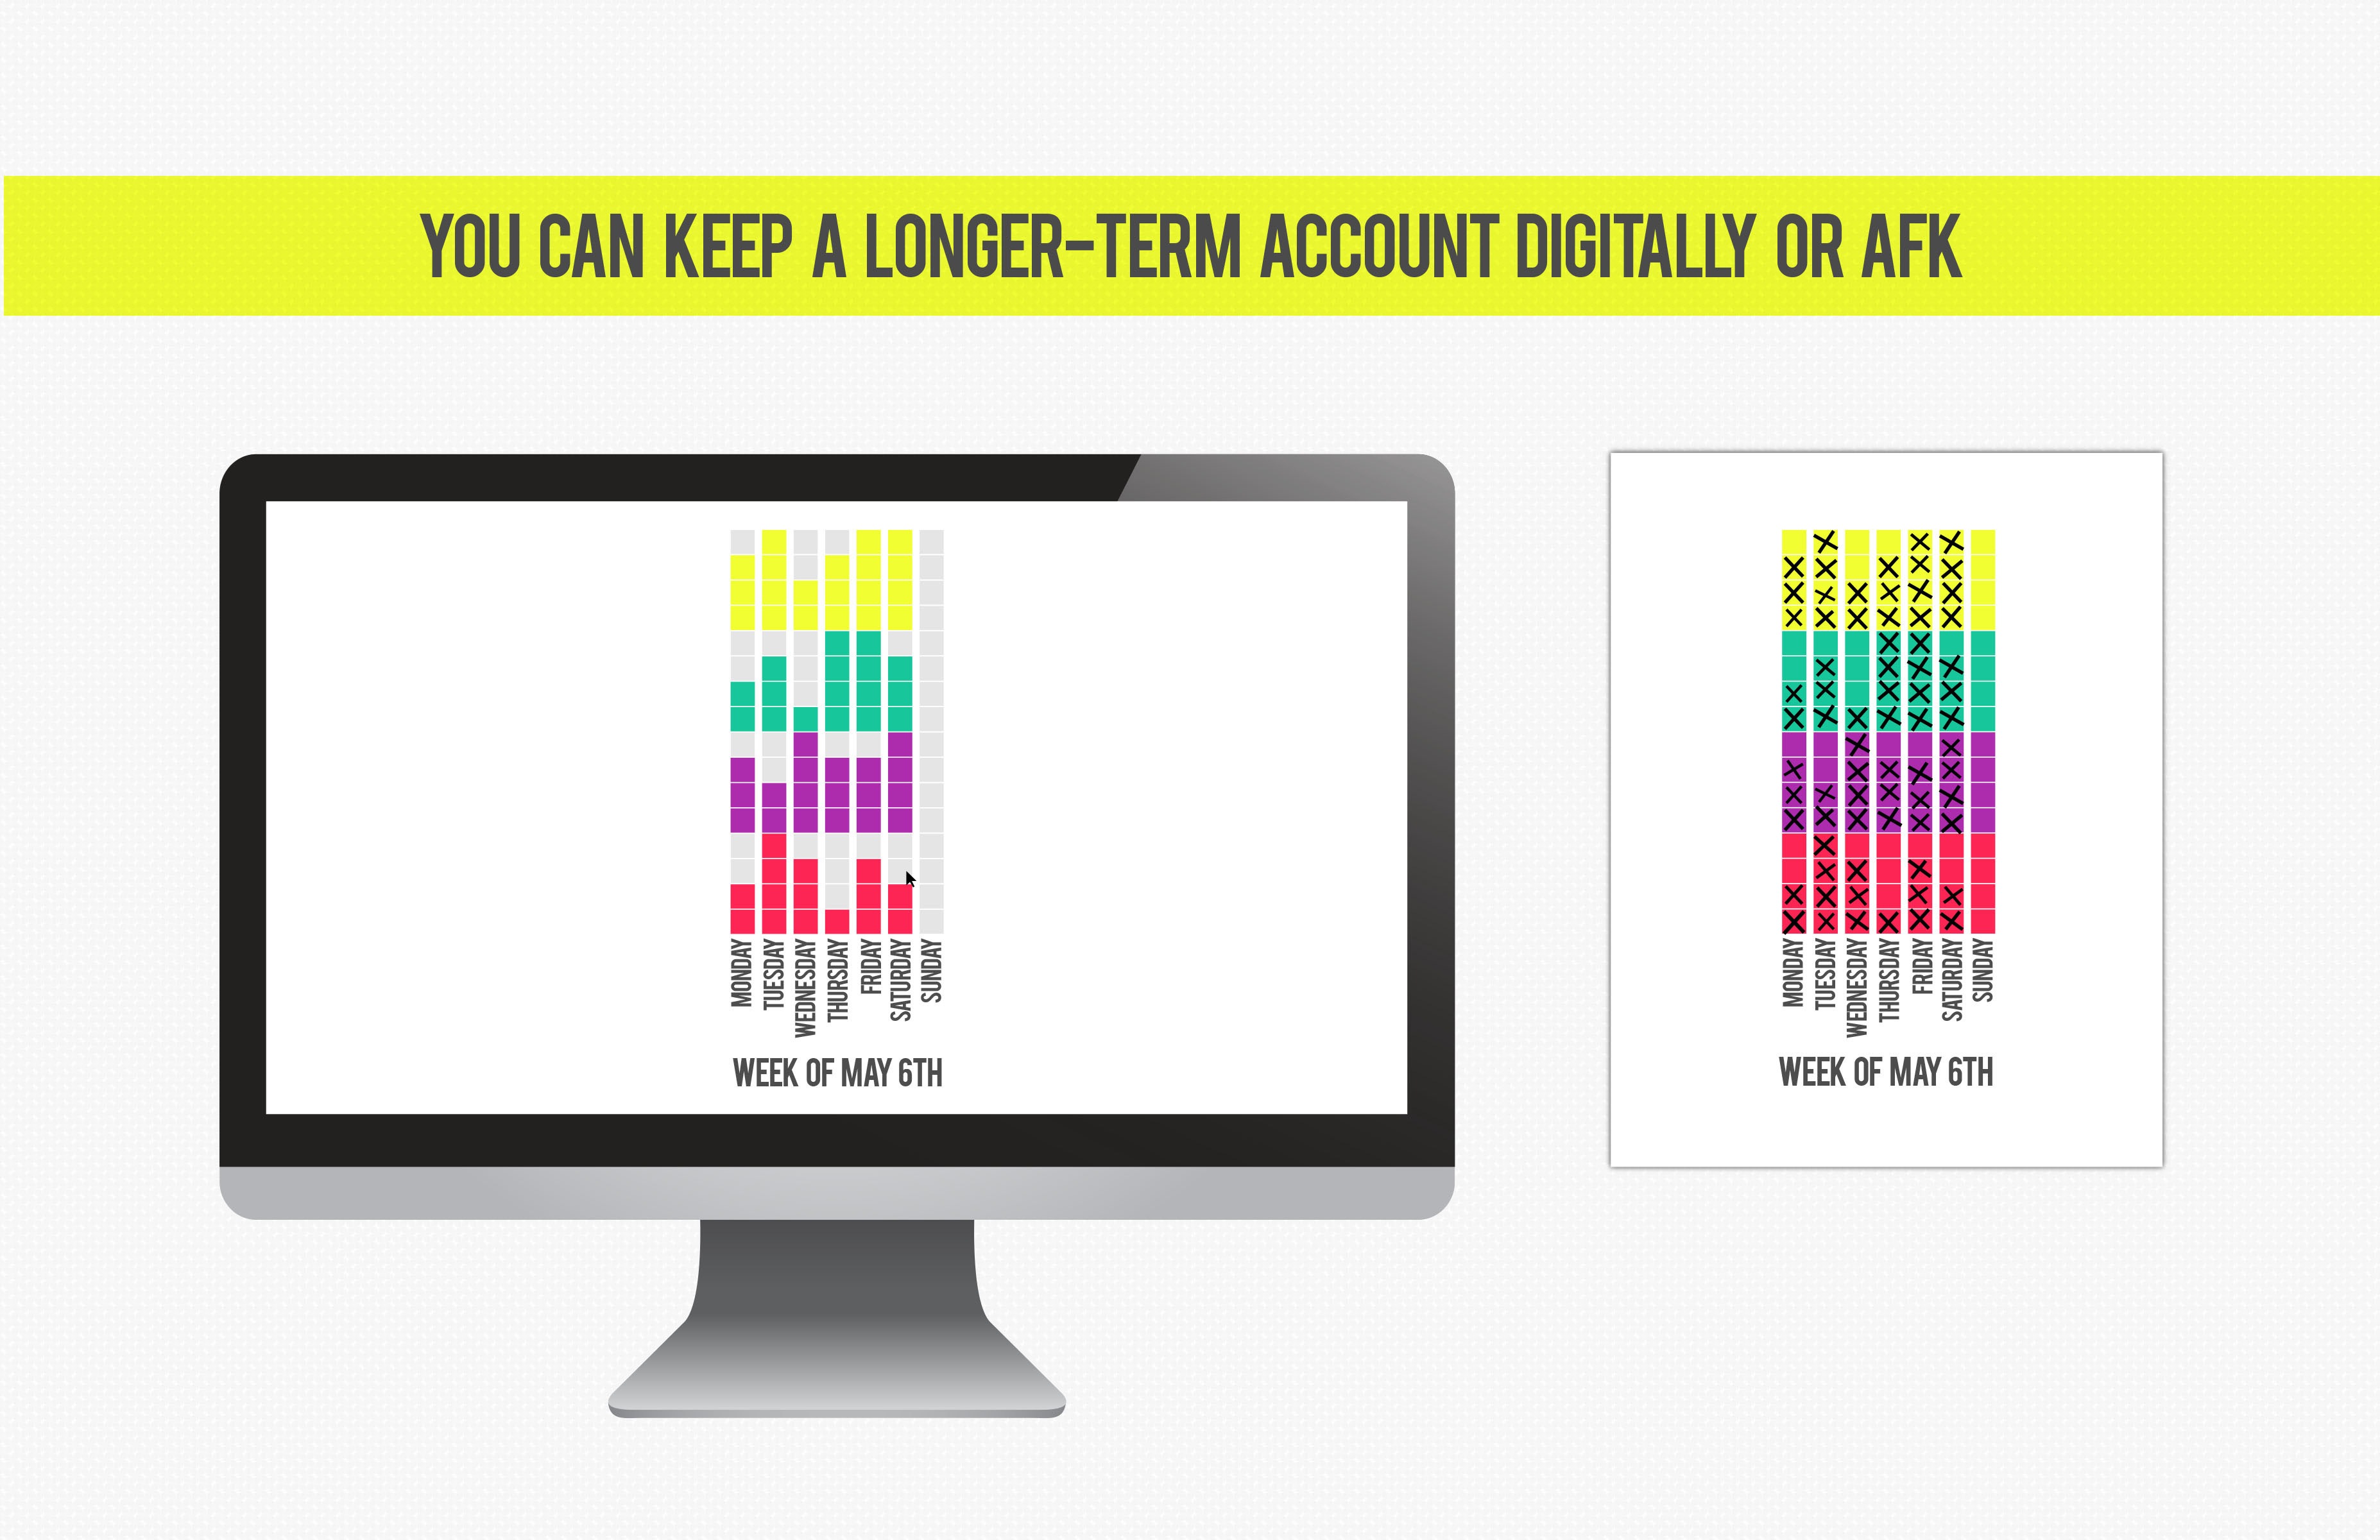 YOU CAN KEEP A LONGER-TERM ACCOUNT DIGITALLY OR AFK
MONDAY
TUESDAY
WEDNESDAY
THURSDAY
FRIDAY
SATURDAY
SUNDAY
WEEK OF MAY 6TH
MONDAY
TUESDAY
WEDNESDAY
THURSDAY
FRIDAY
SATURDAY
SUNDAY
WEEK OF MAY 6TH